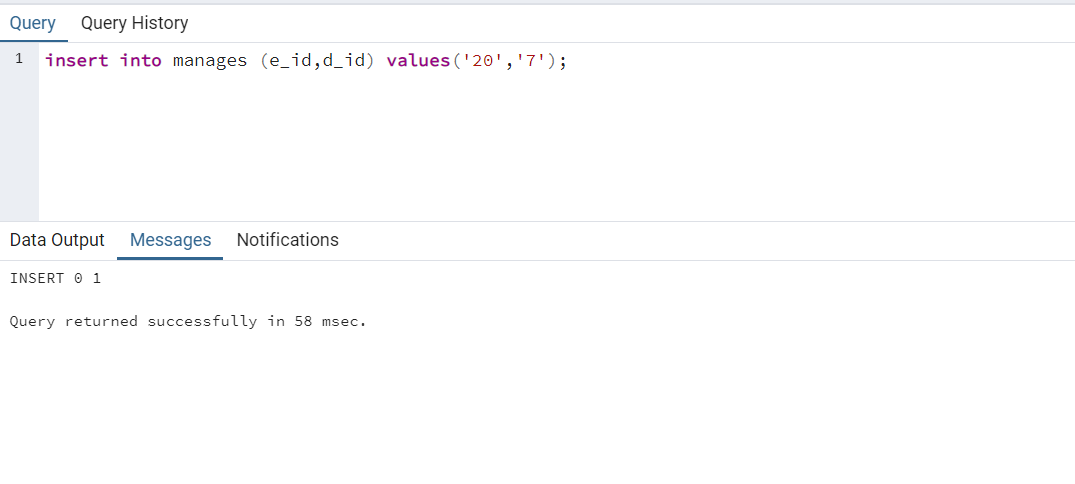 Query Query History
1 insert into manages (e_id,d_id) values('20','7');
Data Output Messages Notifications
INSERT 0 1
Query returned successfully in 58 msec.